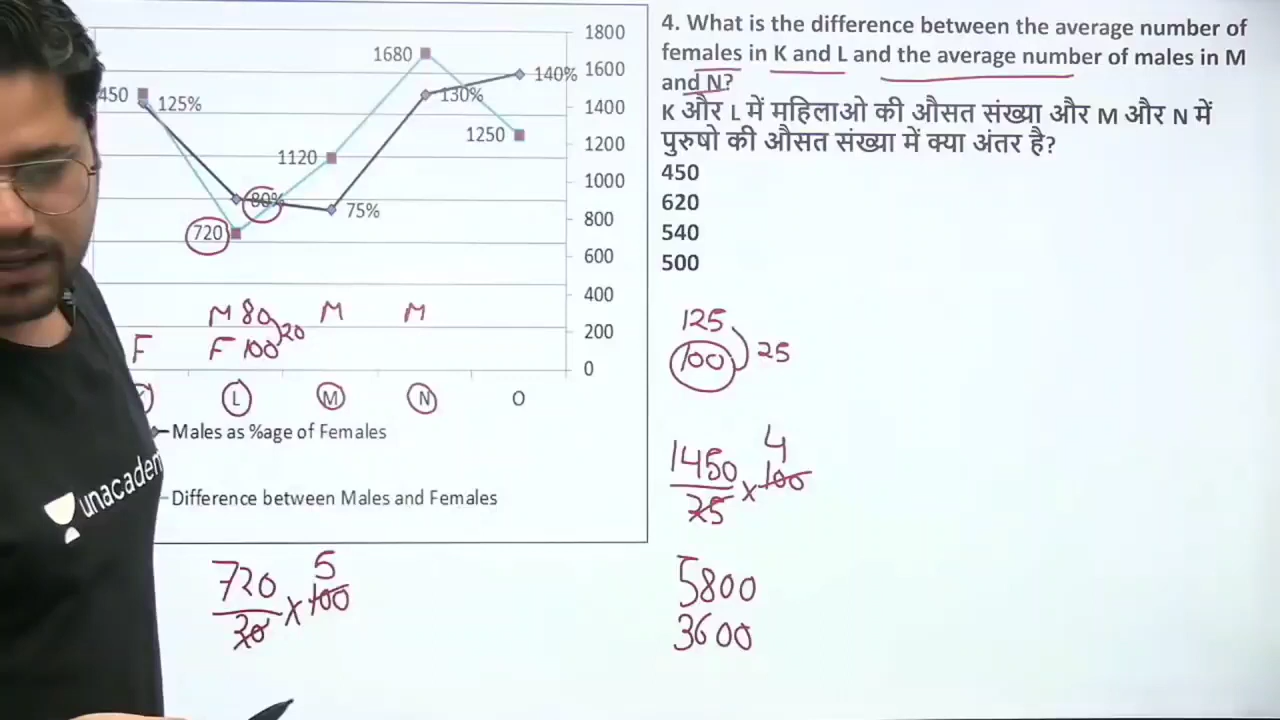 4. What is the difference between the average number of
females in K and L and the average number of males in M
and N?
K और L में महिलाओ की औसत संख्या और M और N में
पुरुषो की औसत संख्या में क्या अंतर है?
450
620
540
500
1800
1600
1400
1200
1000
800
600
400
200
0
450
125%
720
80%
1120
75%
1680
130%
1250
140%
M 80
F 100
20
M
M
F
L
M
N
O
Males as %age of Females
Difference between Males and Females
125
100
25
1450
25
x
100
4
5800
3600
720
20
x
100
5
unacadem